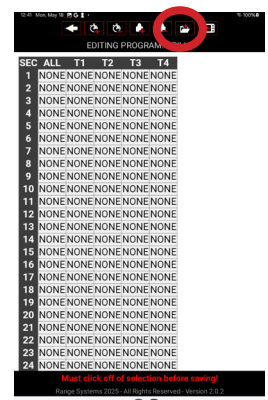 12:41 Mon, May 18
EDITING PROGRAM
SEC ALL T1 T2 T3 T4
1 NONE NONE NONE NONE NONE
2 NONE NONE NONE NONE NONE
3 NONE NONE NONE NONE NONE
4 NONE NONE NONE NONE NONE
5 NONE NONE NONE NONE NONE
6 NONE NONE NONE NONE NONE
7 NONE NONE NONE NONE NONE
8 NONE NONE NONE NONE NONE
9 NONE NONE NONE NONE NONE
10 NONE NONE NONE NONE NONE
11 NONE NONE NONE NONE NONE
12 NONE NONE NONE NONE NONE
13 NONE NONE NONE NONE NONE
14 NONE NONE NONE NONE NONE
15 NONE NONE NONE NONE NONE
16 NONE NONE NONE NONE NONE
17 NONE NONE NONE NONE NONE
18 NONE NONE NONE NONE NONE
19 NONE NONE NONE NONE NONE
20 NONE NONE NONE NONE NONE
21 NONE NONE NONE NONE NONE
22 NONE NONE NONE NONE NONE
23 NONE NONE NONE NONE NONE
24 NONE NONE NONE NONE NONE
Must click off of selection before saving!
Range Systems 2025 - All Rights Reserved - Version 2.0.2